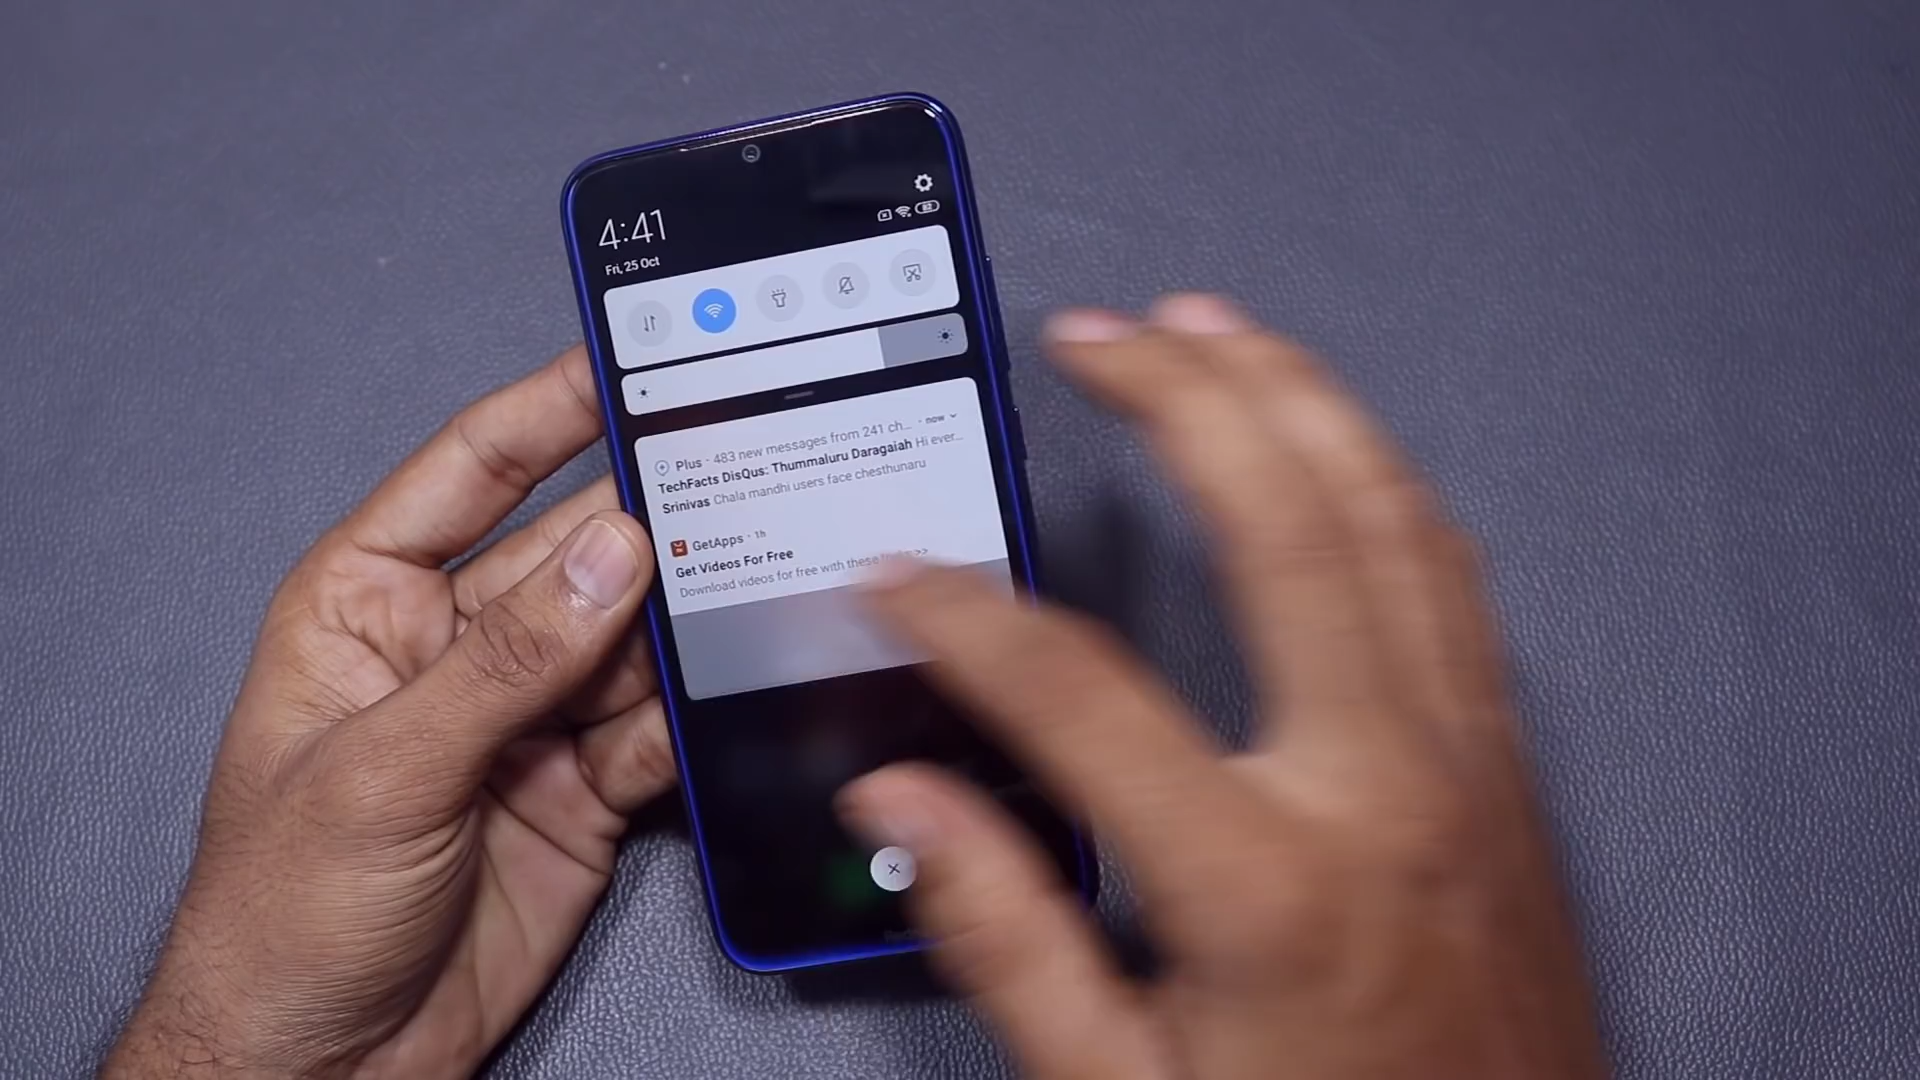 4:41
82
Fri, 25 Oct
Plus · 483 new messages from 241 ch... · now
TechFacts DisQus: Thummaluru Daragaiah Hi ever...
Srinivas Chala mandhi users face chesthunaru
GetApps · 1h
Get Videos For Free
Download videos for free with these >>